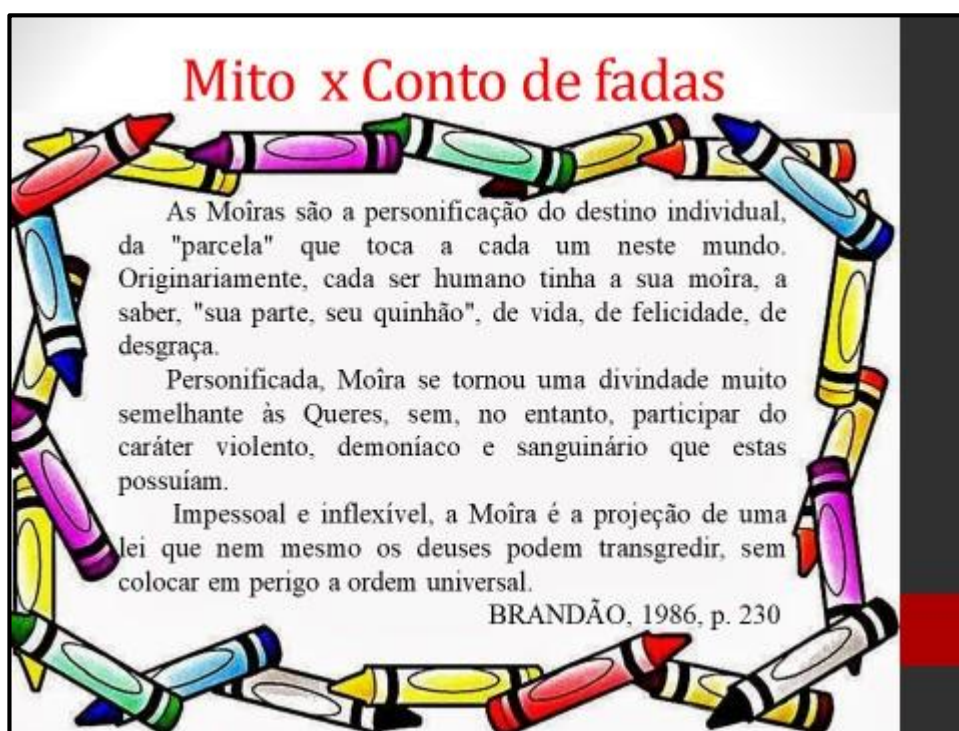 Mito x Conto de fadas
As Moîras são a personificação do destino individual,
da "parcela" que toca a cada um neste mundo.
Originariamente, cada ser humano tinha a sua moîra, a
saber, "sua parte, seu quinhão", de vida, de felicidade, de
desgraça.
Personificada, Moîra se tornou uma divindade muito
semelhante às Queres, sem, no entanto, participar do
caráter violento, demoníaco e sanguinário que estas
possuíam.
Impessoal e inflexível, a Moîra é a projeção de uma
lei que nem mesmo os deuses podem transgredir, sem
colocar em perigo a ordem universal.
BRANDÃO, 1986, p. 230